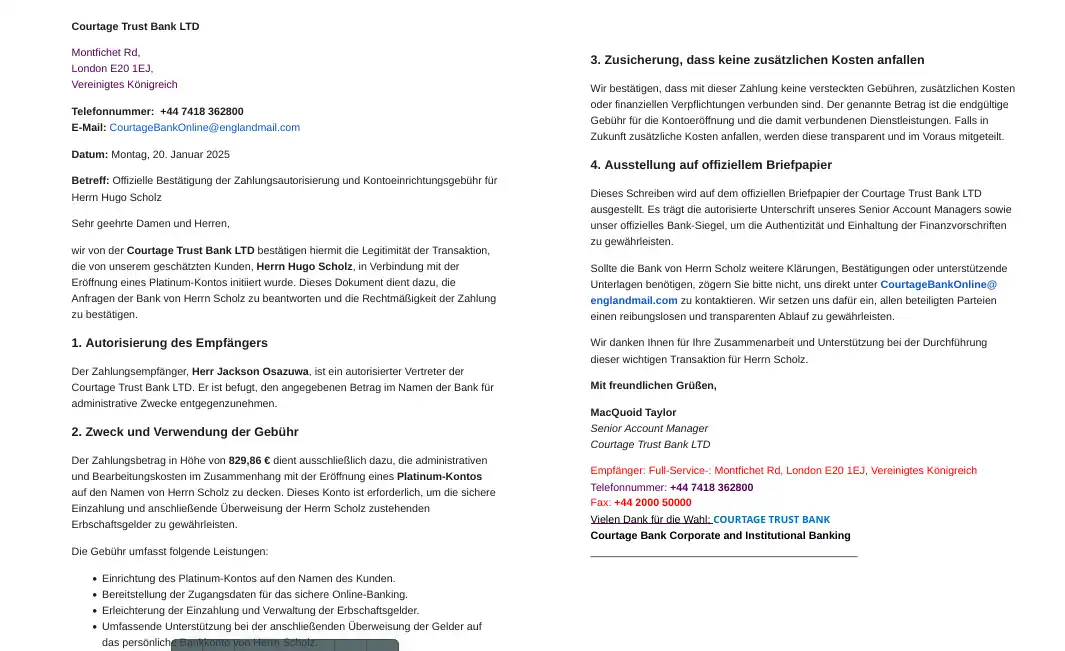 Courtage Trust Bank LTD
Montfichet Rd,
London E20 1EJ,
Vereinigtes Königreich
Telefonnummer:  +44 7418 362800
E-Mail: CourtageBankOnline@englandmail.com
Datum: Montag, 20. Januar 2025
Betreff: Offizielle Bestätigung der Zahlungsautorisierung und Kontoeinrichtungsgebühr für
Herrn Hugo Scholz
Sehr geehrte Damen und Herren,
wir von der Courtage Trust Bank LTD bestätigen hiermit die Legitimität der Transaktion,
die von unserem geschätzten Kunden, Herrn Hugo Scholz, in Verbindung mit der
Eröffnung eines Platinum-Kontos initiiert wurde. Dieses Dokument dient dazu, die
Anfragen der Bank von Herrn Scholz zu beantworten und die Rechtmäßigkeit der Zahlung
zu bestätigen.
1. Autorisierung des Empfängers
Der Zahlungsempfänger, Herr Jackson Osazuwa, ist ein autorisierter Vertreter der
Courtage Trust Bank LTD. Er ist befugt, den angegebenen Betrag im Namen der Bank für
administrative Zwecke entgegenzunehmen.
2. Zweck und Verwendung der Gebühr
Der Zahlungsbetrag in Höhe von 829,86 € dient ausschließlich dazu, die administrativen
und Bearbeitungskosten im Zusammenhang mit der Eröffnung eines Platinum-Kontos
auf den Namen von Herrn Scholz zu decken. Dieses Konto ist erforderlich, um die sichere
Einzahlung und anschließende Überweisung der Herrn Scholz zustehenden
Erbschaftsgelder zu gewährleisten.
Die Gebühr umfasst folgende Leistungen:
• Einrichtung des Platinum-Kontos auf den Namen des Kunden.
• Bereitstellung der Zugangsdaten für das sichere Online-Banking.
• Erleichterung der Einzahlung und Verwaltung der Erbschaftsgelder.
• Umfassende Unterstützung bei der anschließenden Überweisung der Gelder auf
das persönliche Bankkonto von Herrn Scholz.
3. Zusicherung, dass keine zusätzlichen Kosten anfallen
Wir bestätigen, dass mit dieser Zahlung keine versteckten Gebühren, zusätzlichen Kosten
oder finanziellen Verpflichtungen verbunden sind. Der genannte Betrag ist die endgültige
Gebühr für die Kontoeröffnung und die damit verbundenen Dienstleistungen. Falls in
Zukunft zusätzliche Kosten anfallen, werden diese transparent und im Voraus mitgeteilt.
4. Ausstellung auf offiziellem Briefpapier
Dieses Schreiben wird auf dem offiziellen Briefpapier der Courtage Trust Bank LTD
ausgestellt. Es trägt die autorisierte Unterschrift unseres Senior Account Managers sowie
unser offizielles Bank-Siegel, um die Authentizität und Einhaltung der Finanzvorschriften
zu gewährleisten.
Sollte die Bank von Herrn Scholz weitere Klärungen, Bestätigungen oder unterstützende
Unterlagen benötigen, zögern Sie bitte nicht, uns direkt unter CourtageBankOnline@
englandmail.com zu kontaktieren. Wir setzen uns dafür ein, allen beteiligten Parteien
einen reibungslosen und transparenten Ablauf zu gewährleisten.
Wir danken Ihnen für Ihre Zusammenarbeit und Unterstützung bei der Durchführung
dieser wichtigen Transaktion für Herrn Scholz.
Mit freundlichen Grüßen,
MacQuoid Taylor
Senior Account Manager
Courtage Trust Bank LTD
Empfänger: Full-Service-: Montfichet Rd, London E20 1EJ, Vereinigtes Königreich
Telefonnummer: +44 7418 362800
Fax: +44 2000 50000
Vielen Dank für die Wahl: COURTAGE TRUST BANK
Courtage Bank Corporate and Institutional Banking